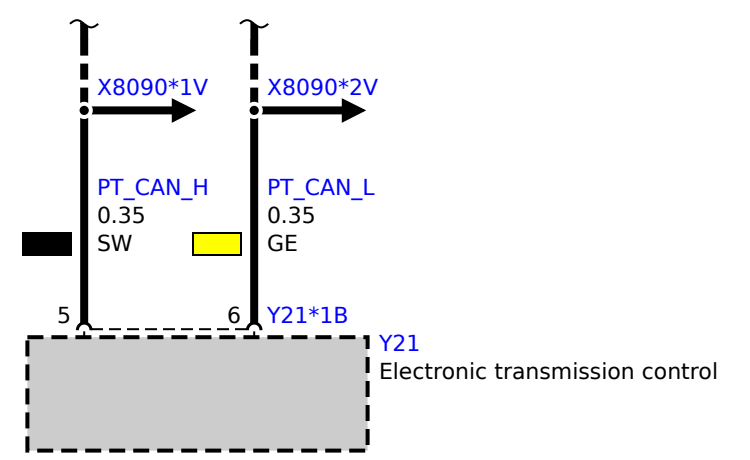 X8090*1V
X8090*2V
PT_CAN_H
0.35
SW
PT_CAN_L
0.35
GE
5
6
Y21*1B
Y21
Electronic transmission control